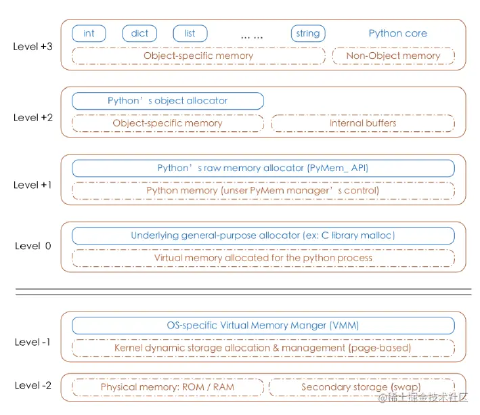 int dict list ... ... string Python core
Level +3
Object-specific memory Non-Object memory
Python's object allocator
Level +2
Object-specific memory Internal buffers
Python's raw memory allocator (PyMem_ API)
Level +1
Python memory (unser PyMem manager's control)
Underlying general-purpose allocator (ex: C library malloc)
Level 0
Virtual memory allocated for the python process
OS-specific Virtual Memory Manger (VMM)
Level -1
Kernel dynamic storage allocation & management (page-based)
Level -2
Physical memory: ROM / RAM Secondary storage (swap)
@稀土掘金技术社区